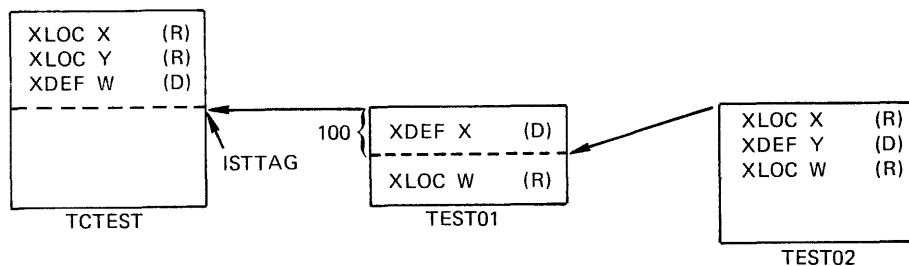 XLOC X (R)
XLOC Y (R)
XDEF W (D)
ISTTAG
TCTEST
100
XDEF X (D)
XLOC W (R)
TEST01
XLOC X (R)
XDEF Y (D)
XLOC W (R)
TEST02